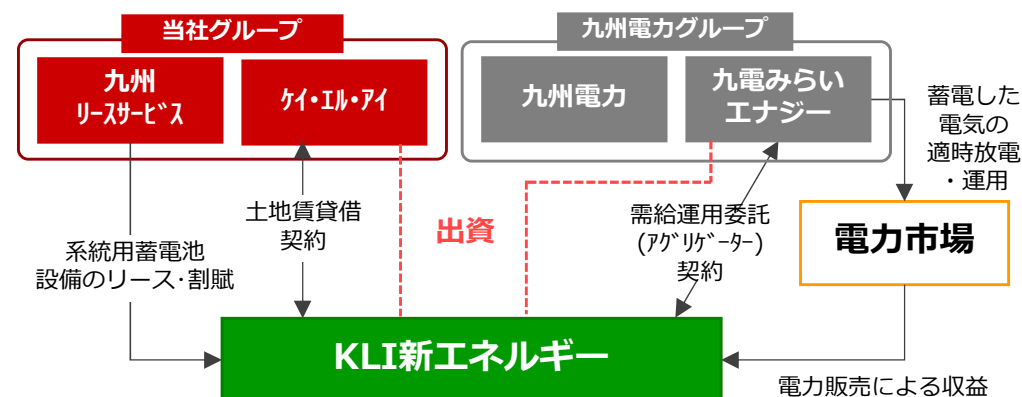 当社グループ
九州
ﾘｰｽｻｰﾋﾞｽ
ｹｲ・ｴﾙ・ｱｲ
九州電力グループ
九州電力
九電みらい
エナジー
蓄電した
電気の
適時放電
・運用
土地賃貸借
契約
出資
需給運用委託
(ｱｸﾞﾘｹﾞｰﾀｰ)
契約
電力市場
系統用蓄電池
設備のリース･割賦
KLI新エネルギー
電力販売による収益